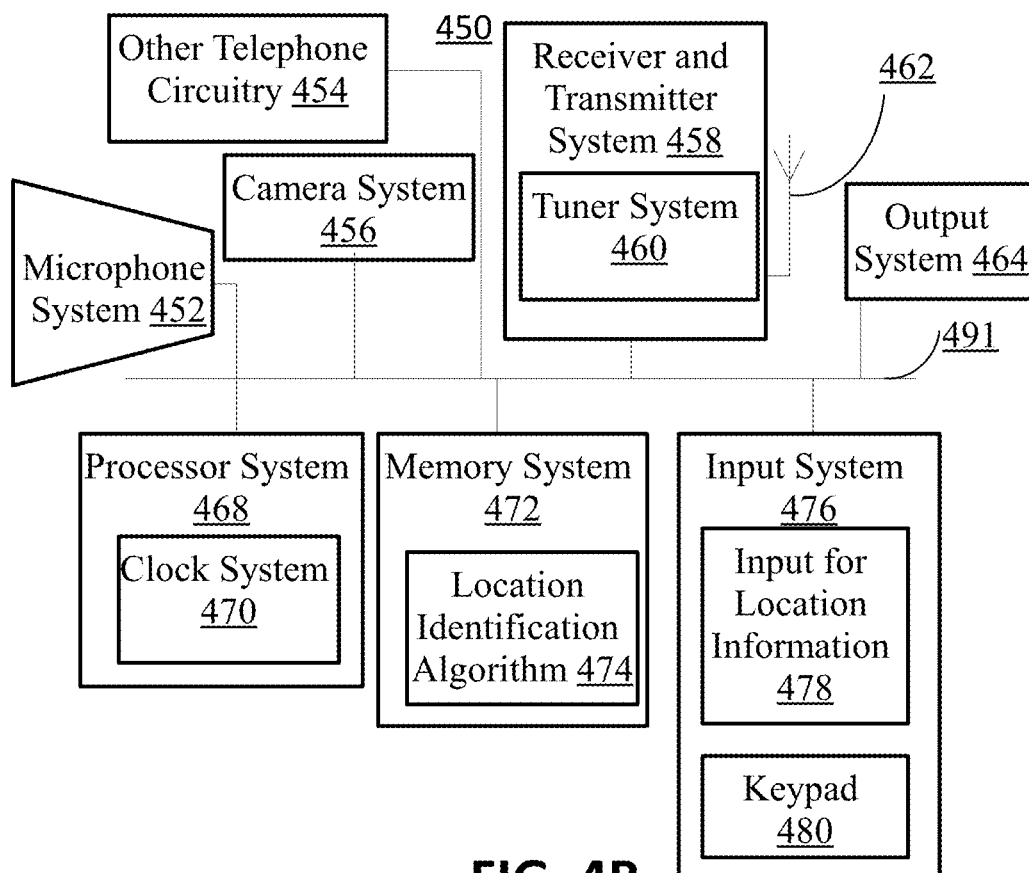 Other Telephone
Circuitry 454
450
Receiver and
Transmitter
System 458
462
Camera System
456
Tuner System
460
Output
System 464
Microphone
System 452
491
Processor System
468
Clock System
470
Memory System
472
Location
Identification
Algorithm 474
Input System
476
Input for
Location
Information
478
Keypad
480
FIG. 4B